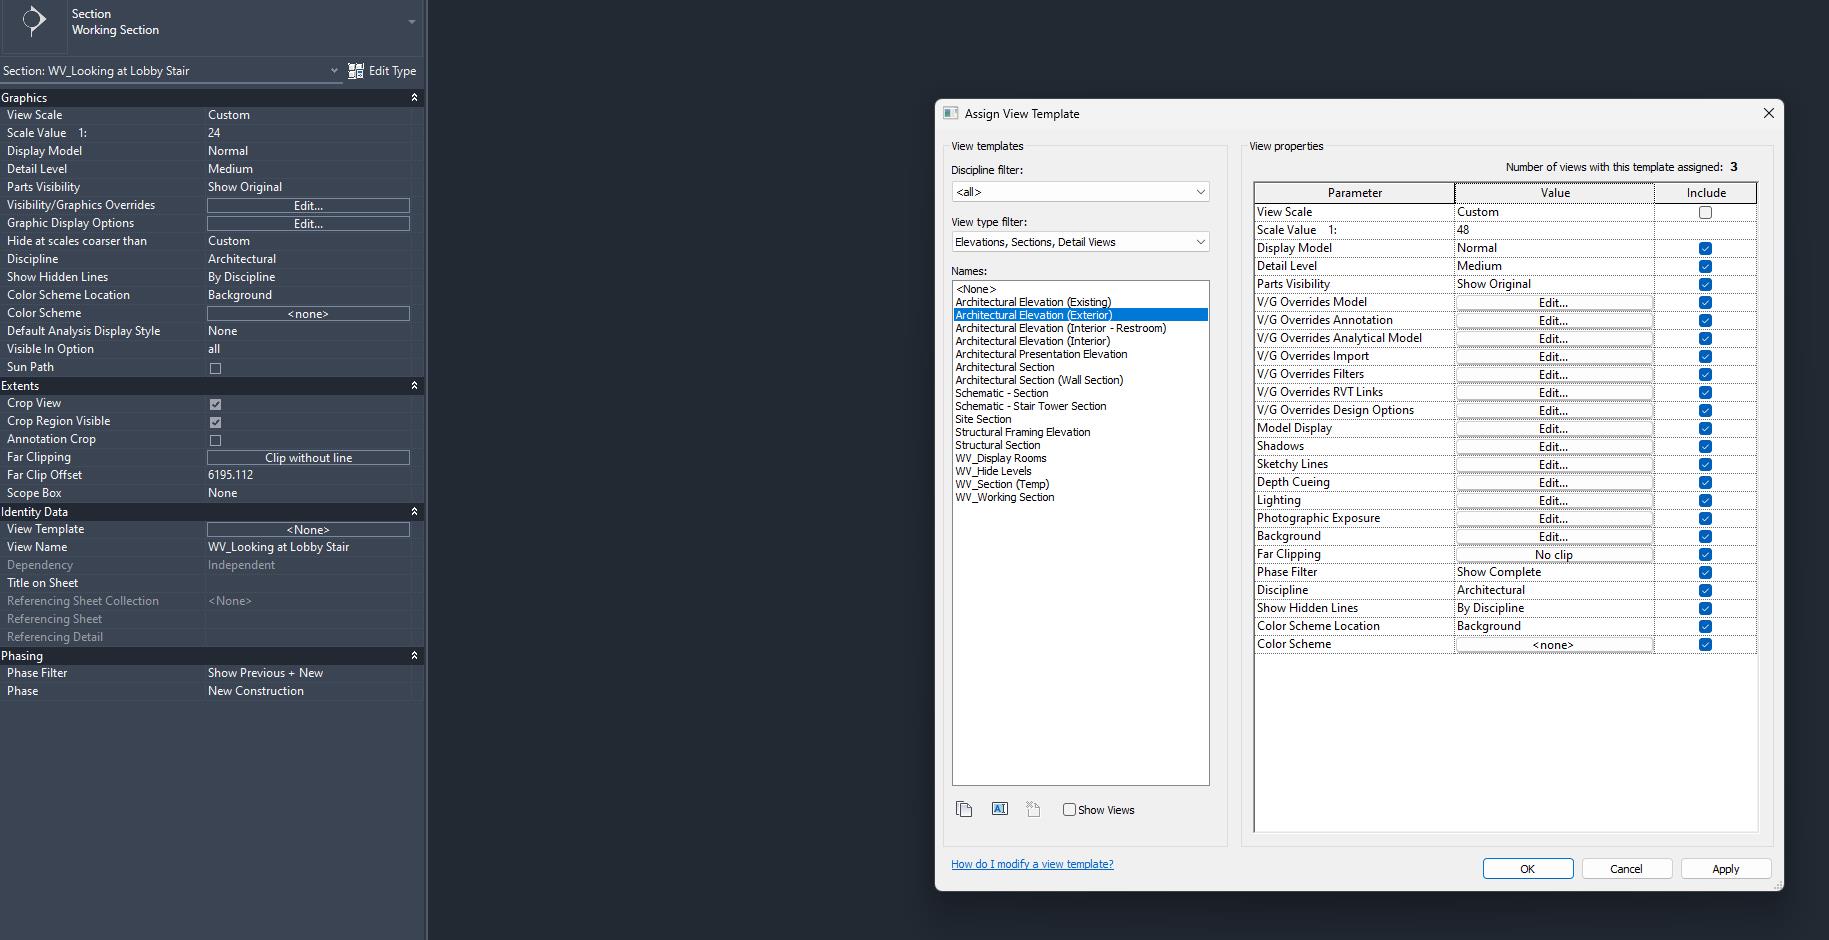 Section
Working Section
Section: WV_Looking at Lobby Stair
Edit Type
Graphics
View Scale Custom
Scale Value 1: 24
Display Model Normal
Detail Level Medium
Parts Visibility Show Original
Visibility/Graphics Overrides Edit...
Graphic Display Options Edit...
Hide at scales coarser than Custom
Discipline Architectural
Show Hidden Lines By Discipline
Color Scheme Location Background
Color Scheme <none>
Default Analysis Display Style None
Visible In Option all
Sun Path
Extents
Crop View
Crop Region Visible
Annotation Crop
Far Clipping Clip without line
Far Clip Offset 6195.112
Scope Box None
Identity Data
View Template <None>
View Name WV_Looking at Lobby Stair
Dependency Independent
Title on Sheet
Referencing Sheet Collection <None>
Referencing Sheet
Referencing Detail
Phasing
Phase Filter Show Previous + New
Phase New Construction
Assign View Template
View templates
Discipline filter:
<all>
View type filter:
Elevations, Sections, Detail Views
Names:
<None>
Architectural Elevation (Existing)
Architectural Elevation (Exterior)
Architectural Elevation (Interior - Restroom)
Architectural Elevation (Interior)
Architectural Presentation Elevation
Architectural Section
Architectural Section (Wall Section)
Schematic - Section
Schematic - Stair Tower Section
Site Section
Structural Framing Elevation
Structural Section
WV_Display Rooms
WV_Hide Levels
WV_Section (Temp)
WV_Working Section
Show Views
How do I modify a view template?
View properties
Number of views with this template assigned: 3
Parameter Value Include
View Scale Custom
Scale Value 1: 48
Display Model Normal
Detail Level Medium
Parts Visibility Show Original
V/G Overrides Model Edit...
V/G Overrides Annotation Edit...
V/G Overrides Analytical Model Edit...
V/G Overrides Import Edit...
V/G Overrides Filters Edit...
V/G Overrides RVT Links Edit...
V/G Overrides Design Options Edit...
Model Display Edit...
Shadows Edit...
Sketchy Lines Edit...
Depth Cueing Edit...
Lighting Edit...
Photographic Exposure Edit...
Background Edit...
Far Clipping No clip
Phase Filter Show Complete
Discipline Architectural
Show Hidden Lines By Discipline
Color Scheme Location Background
Color Scheme <none>
OK Cancel Apply